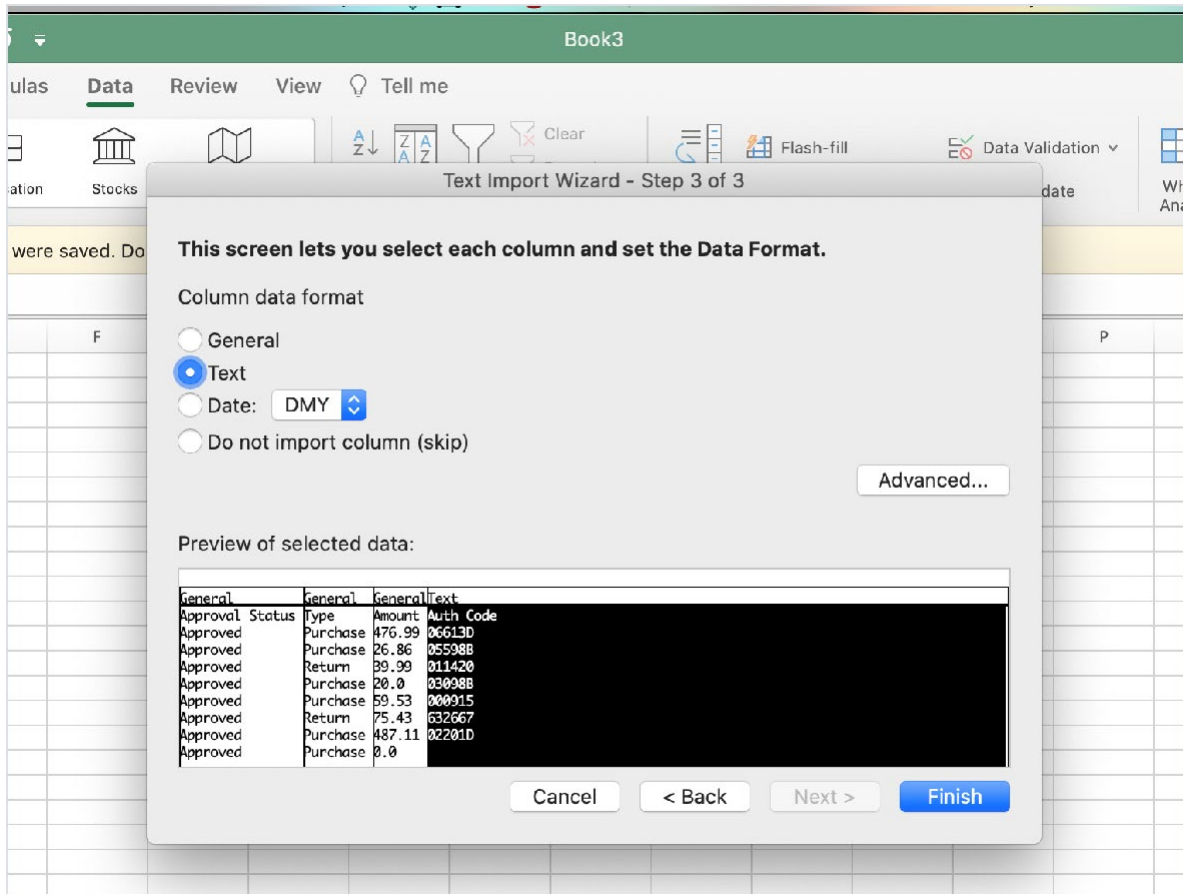 Book3
ulas Data Review View Tell me
Clear
Flash-fill
Data Validation
ation Stocks
date
Wh
Ana
were saved. Do
Text Import Wizard - Step 3 of 3
This screen lets you select each column and set the Data Format.
Column data format
General
Text
Date: DMY
Do not import column (skip)
Advanced...
Preview of selected data:
General General General Text
Approval Status Type Amount Auth Code
Approved Purchase 476.99 06613D
Approved Purchase 26.86 05598B
Approved Return 39.99 011420
Approved Purchase 20.0 03098B
Approved Purchase 59.53 000915
Approved Return 75.43 632667
Approved Purchase 487.11 02201D
Approved Purchase 0.0
Cancel < Back Next > Finish
F P